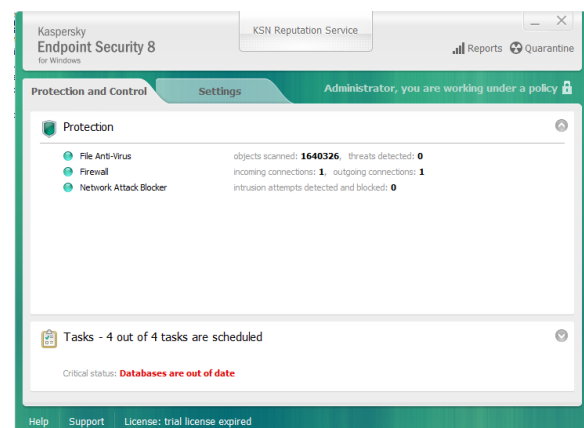 Kaspersky
Endpoint Security 8
for Windows
KSN Reputation Service
Reports Quarantine
Protection and Control Settings Administrator, you are working under a policy
Protection
File Anti-Virus objects scanned: 1640326, threats detected: 0
Firewall incoming connections: 1, outgoing connections: 1
Network Attack Blocker intrusion attempts detected and blocked: 0
Tasks - 4 out of 4 tasks are scheduled
Critical status: Databases are out of date
Help Support License: trial license expired